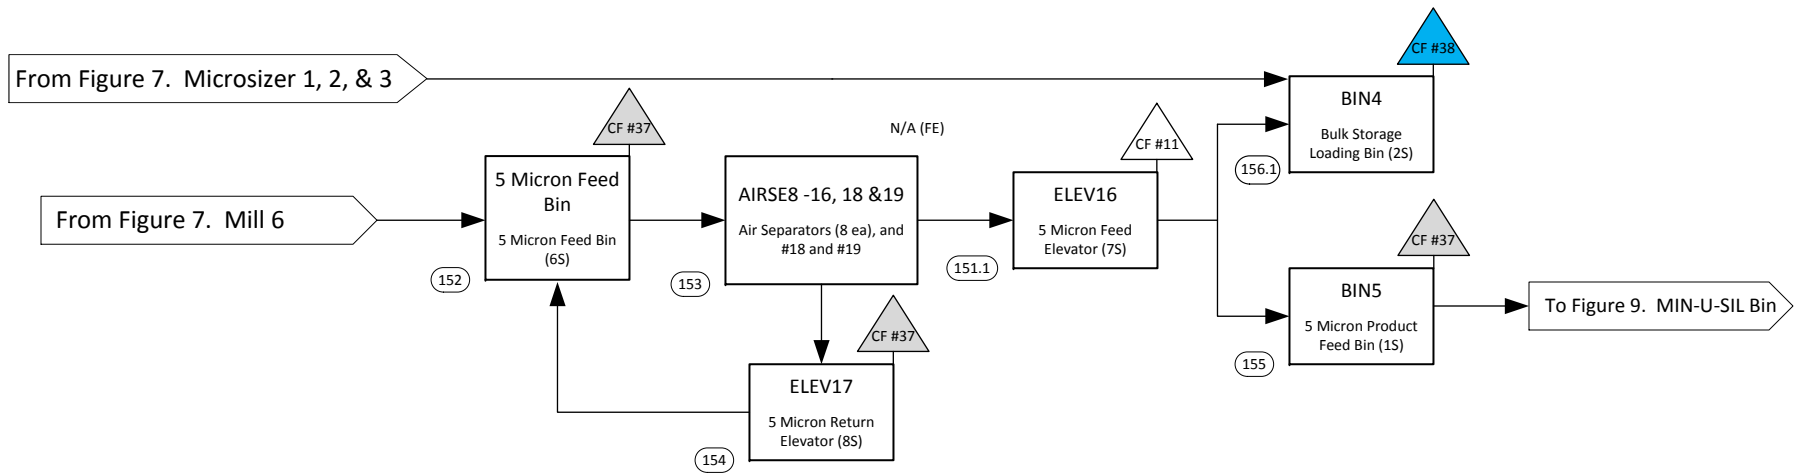 CF #38
From Figure 7.  Microsizer 1, 2, & 3
BIN4
Bulk Storage
Loading Bin (2S)
156.1
CF #37
N/A (FE)
CF #11
From Figure 7.  Mill 6
5 Micron Feed
Bin
5 Micron Feed Bin
(6S)
152
AIRSE8 -16, 18 &19
Air Separators (8 ea), and
#18 and #19
153
ELEV16
5 Micron Feed
Elevator (7S)
151.1
CF #37
BIN5
5 Micron Product
Feed Bin (1S)
155
To Figure 9.  MIN-U-SIL Bin
CF #37
ELEV17
5 Micron Return
Elevator (8S)
154